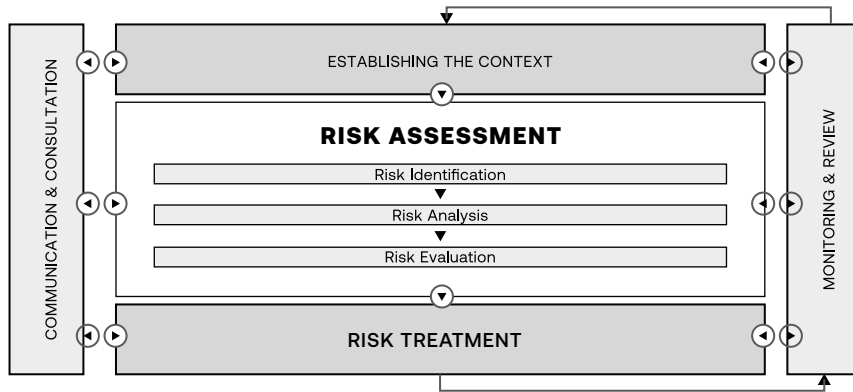 ESTABLISHING THE CONTEXT
COMMUNICATION & CONSULTATION
RISK ASSESSMENT
Risk Identification
Risk Analysis
Risk Evaluation
MONITORING & REVIEW
RISK TREATMENT